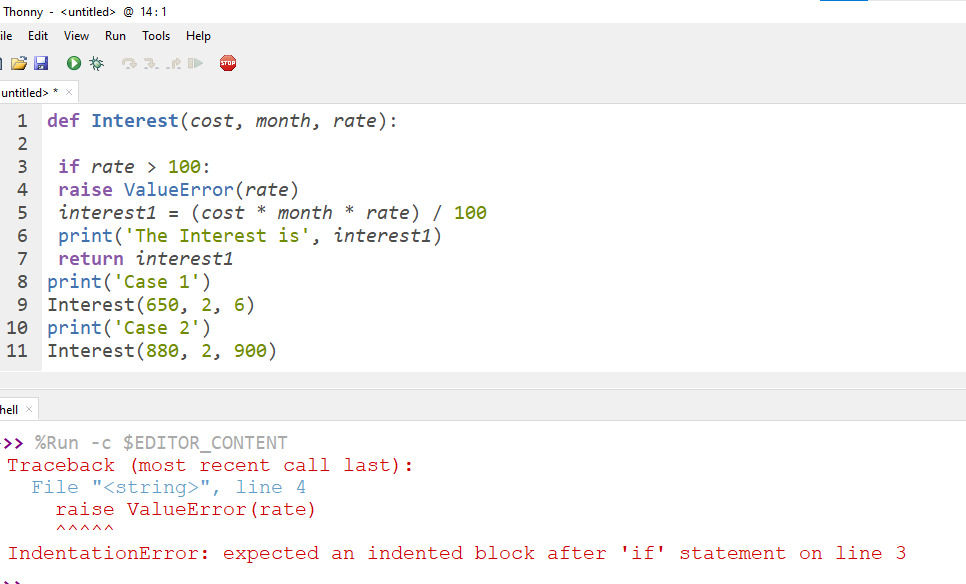 Thonny - <untitled> @ 14:1
ile Edit View Run Tools Help
STOP
untitled> * ×
1 def Interest(cost, month, rate):
2
3  if rate > 100:
4  raise ValueError(rate)
5  interest1 = (cost * month * rate) / 100
6  print('The Interest is', interest1)
7  return interest1
8 print('Case 1')
9 Interest(650, 2, 6)
10 print('Case 2')
11 Interest(880, 2, 900)
hell ×
>> %Run -c $EDITOR_CONTENT
Traceback (most recent call last):
  File "<string>", line 4
    raise ValueError(rate)
    ^^^^^
IndentationError: expected an indented block after 'if' statement on line 3
>>